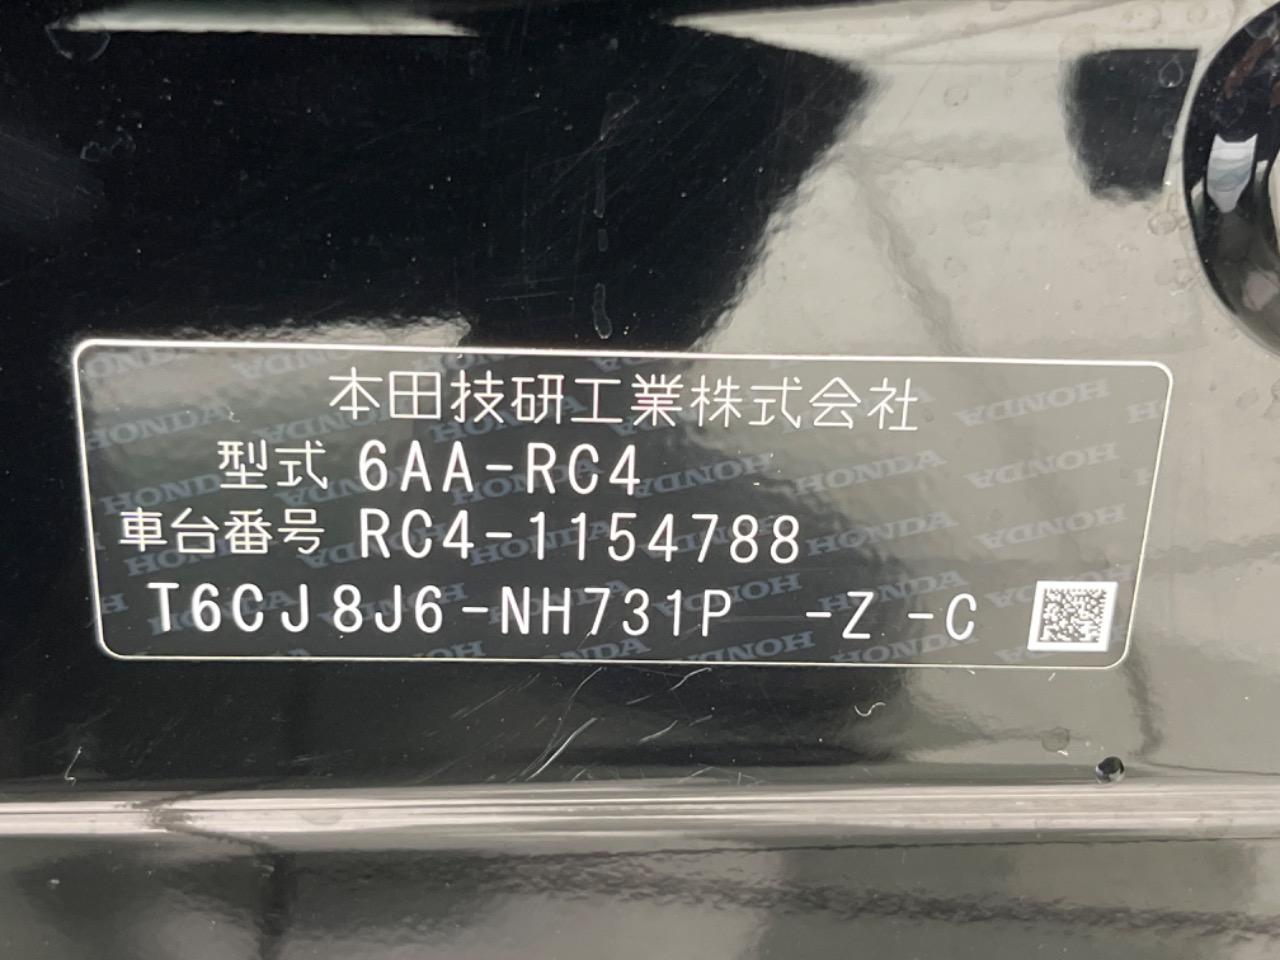 本田技研工業株式会社
型式 6AA-RC4
車台番号 RC4-1154788
T6CJ8J6-NH731P -Z -C